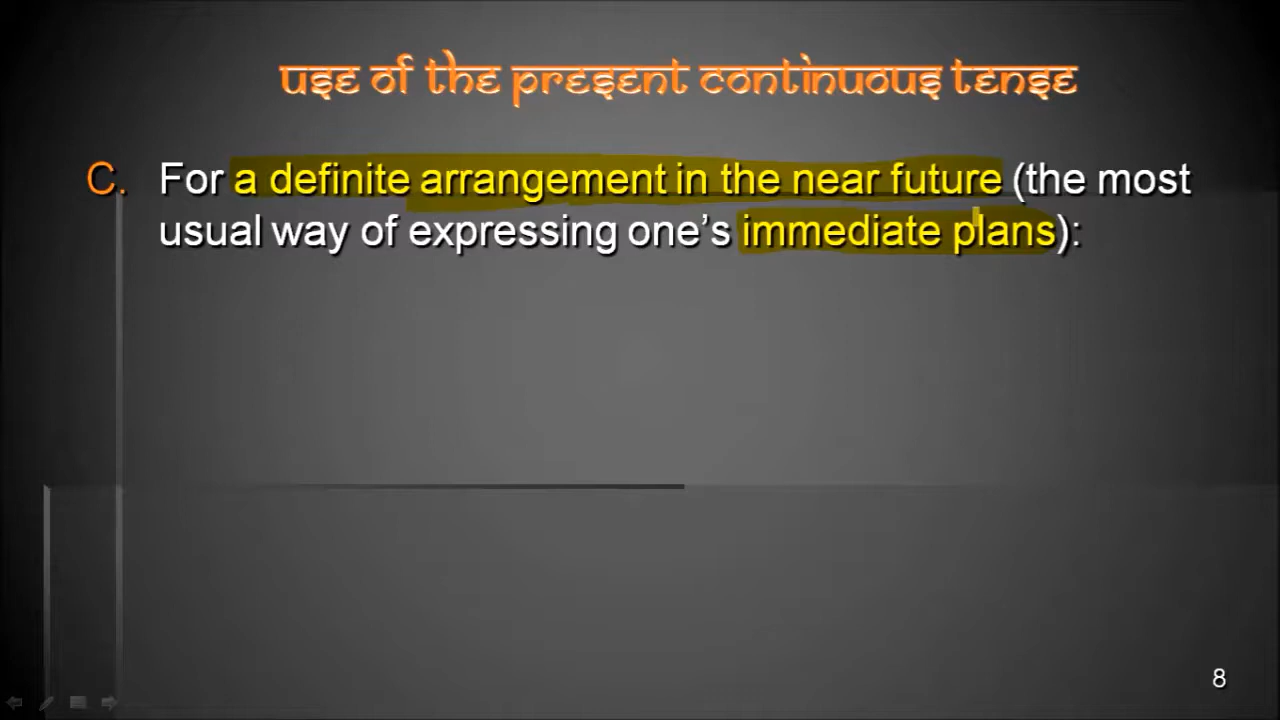 Use of the Present Continuous Tense
C. For a definite arrangement in the near future (the most
usual way of expressing one’s immediate plans):
8